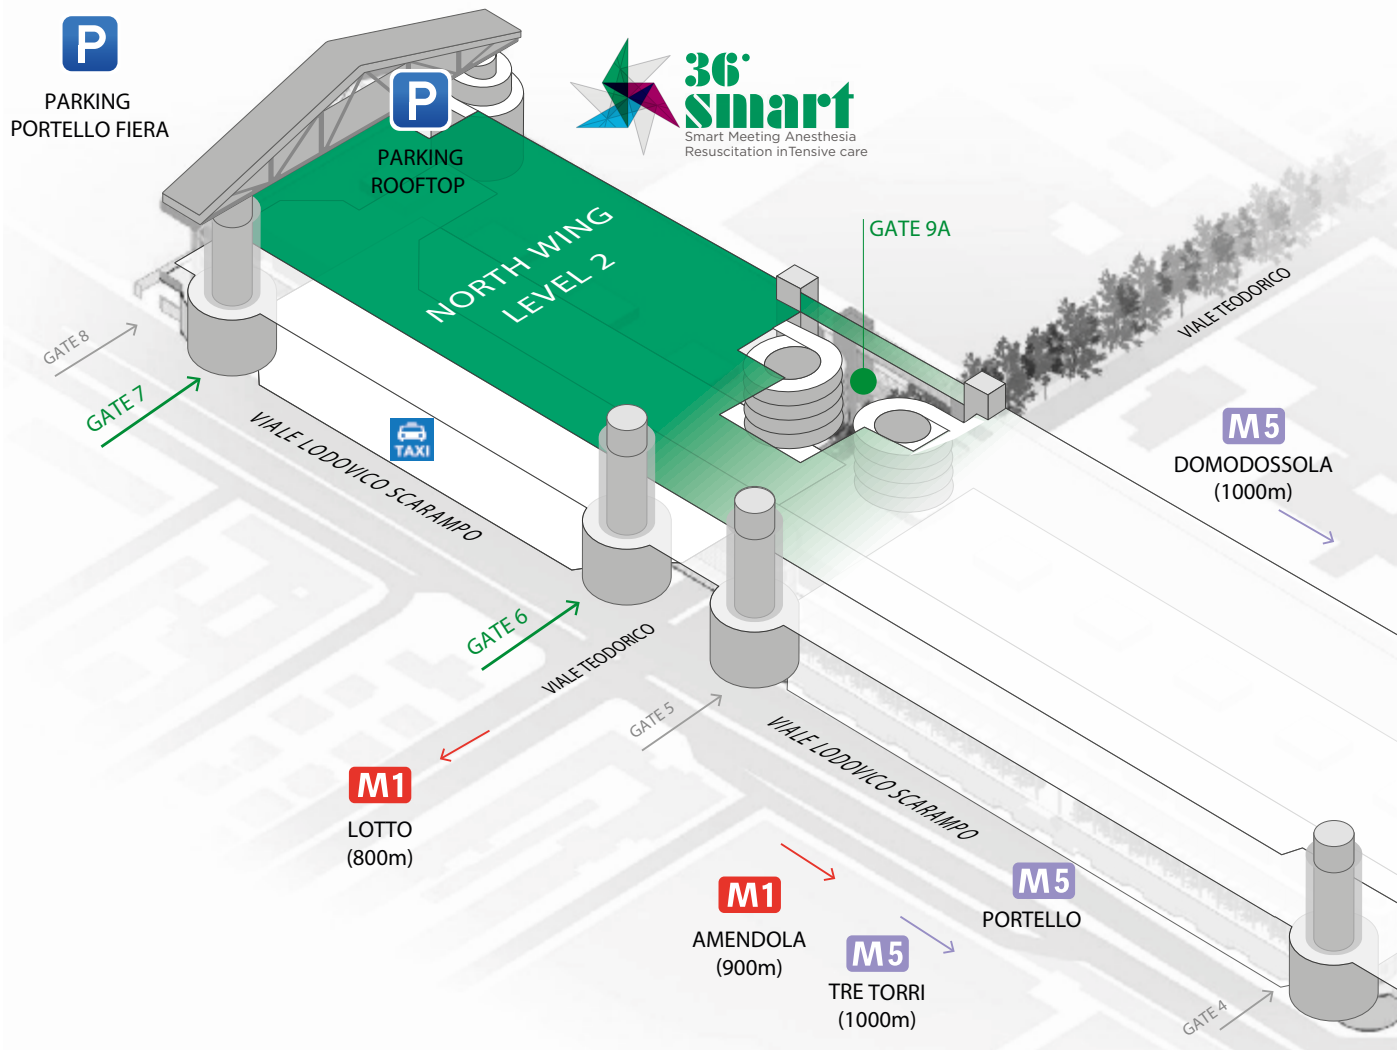 P
PARKING
PORTELLO FIERA
P
PARKING
ROOFTOP
36°
smart
Smart Meeting Anesthesia
Resuscitation inTensive care
NORTH WING
LEVEL 2
GATE 9A
VIALE TEODORICO
GATE 8
GATE 7
VIALE LODOVICO SCARAMPO
TAXI
M5
DOMODOSSOLA
(1000m)
GATE 6
VIALE TEODORICO
GATE 5
VIALE LODOVICO SCARAMPO
M1
LOTTO
(800m)
M1
AMENDOLA
(900m)
M5
PORTELLO
M5
TRE TORRI
(1000m)
GATE 4